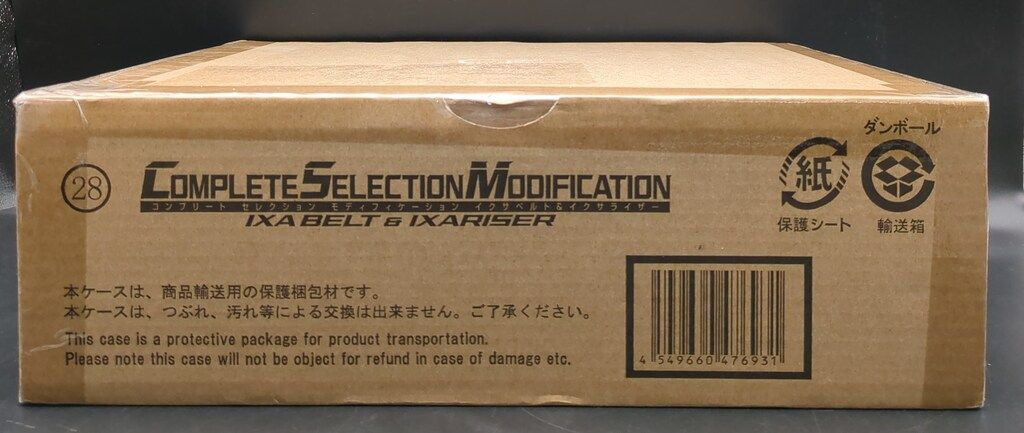 28
COMPLETE SELECTION MODIFICATION
コンプリート セレクション モディフィケーション イクサベルト&イクサライザー
IXA BELT & IXARISER
ダンボール
紙
保護シート
輸送箱
本ケースは、商品輸送用の保護梱包材です。
本ケースは、つぶれ、汚れ等による交換は出来ません。ご了承ください。
This case is a protective package for product transportation.
Please note this case will not be object for refund in case of damage etc.
4 549660 476931